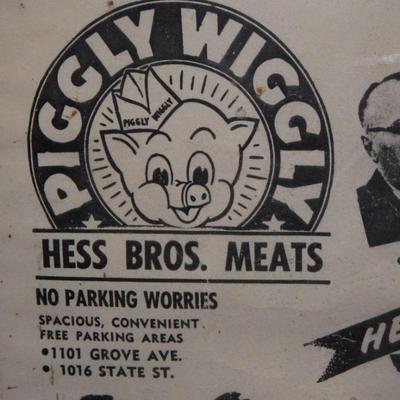 PIGGLY WIGGLY
PIGGLY WIGGLY
HESS BROS. MEATS
NO PARKING WORRIES
SPACIOUS, CONVENIENT
FREE PARKING AREAS
• 1101 GROVE AVE.
• 1016 STATE ST.
HE